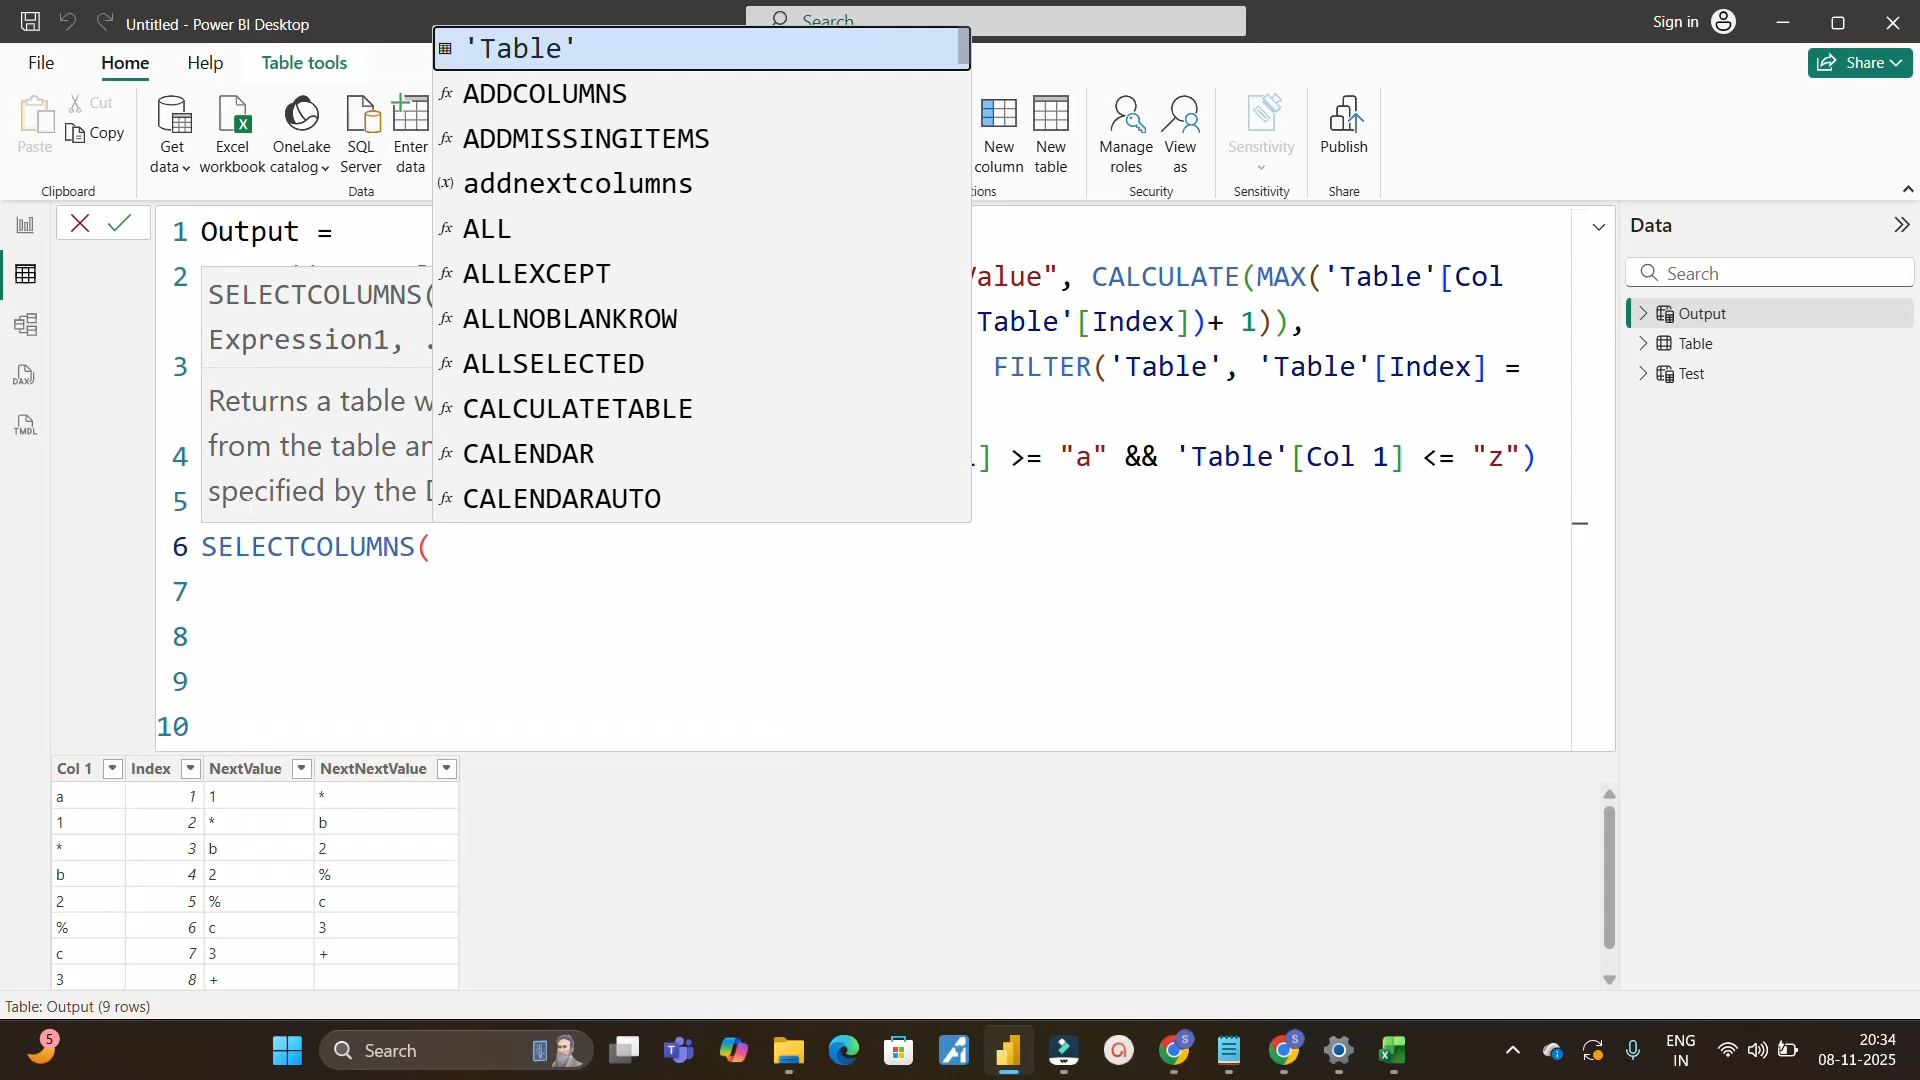 Untitled - Power BI Desktop
Search
Sign in
File
Home
Help
Table tools
Share
Paste
Cut
Copy
Clipboard
Get data
Excel workbook
OneLake catalog
SQL Server
Enter data
Data
New column
New table
Manage roles
View as
Security
Sensitivity
Sensitivity
Publish
Share
'Table'
ADDCOLUMNS
ADDMISSINGITEMS
addnextcolumns
ALL
ALLEXCEPT
ALLNOBLANKROW
ALLSELECTED
CALCULATETABLE
CALENDAR
CALENDARAUTO
1 Output =
2
Value", CALCULATE(MAX('Table'[Col
Table'[Index])+ 1)),
3
FILTER('Table', 'Table'[Index] =
4
] >= "a" && 'Table'[Col 1] <= "z")
5
6 SELECTCOLUMNS(
7
8
9
10
SELECTCOLUMNS(
Expression1, .
Returns a table w
from the table an
specified by the D
Data
Search
Output
Table
Test
Col 1 Index NextValue NextNextValue
a 1 1 *
1 2 * b
* 3 b 2
b 4 2 %
2 5 % c
% 6 c 3
c 7 3 +
3 8 +
Table: Output (9 rows)
5
Search
ENG
IN
20:34
08-11-2025